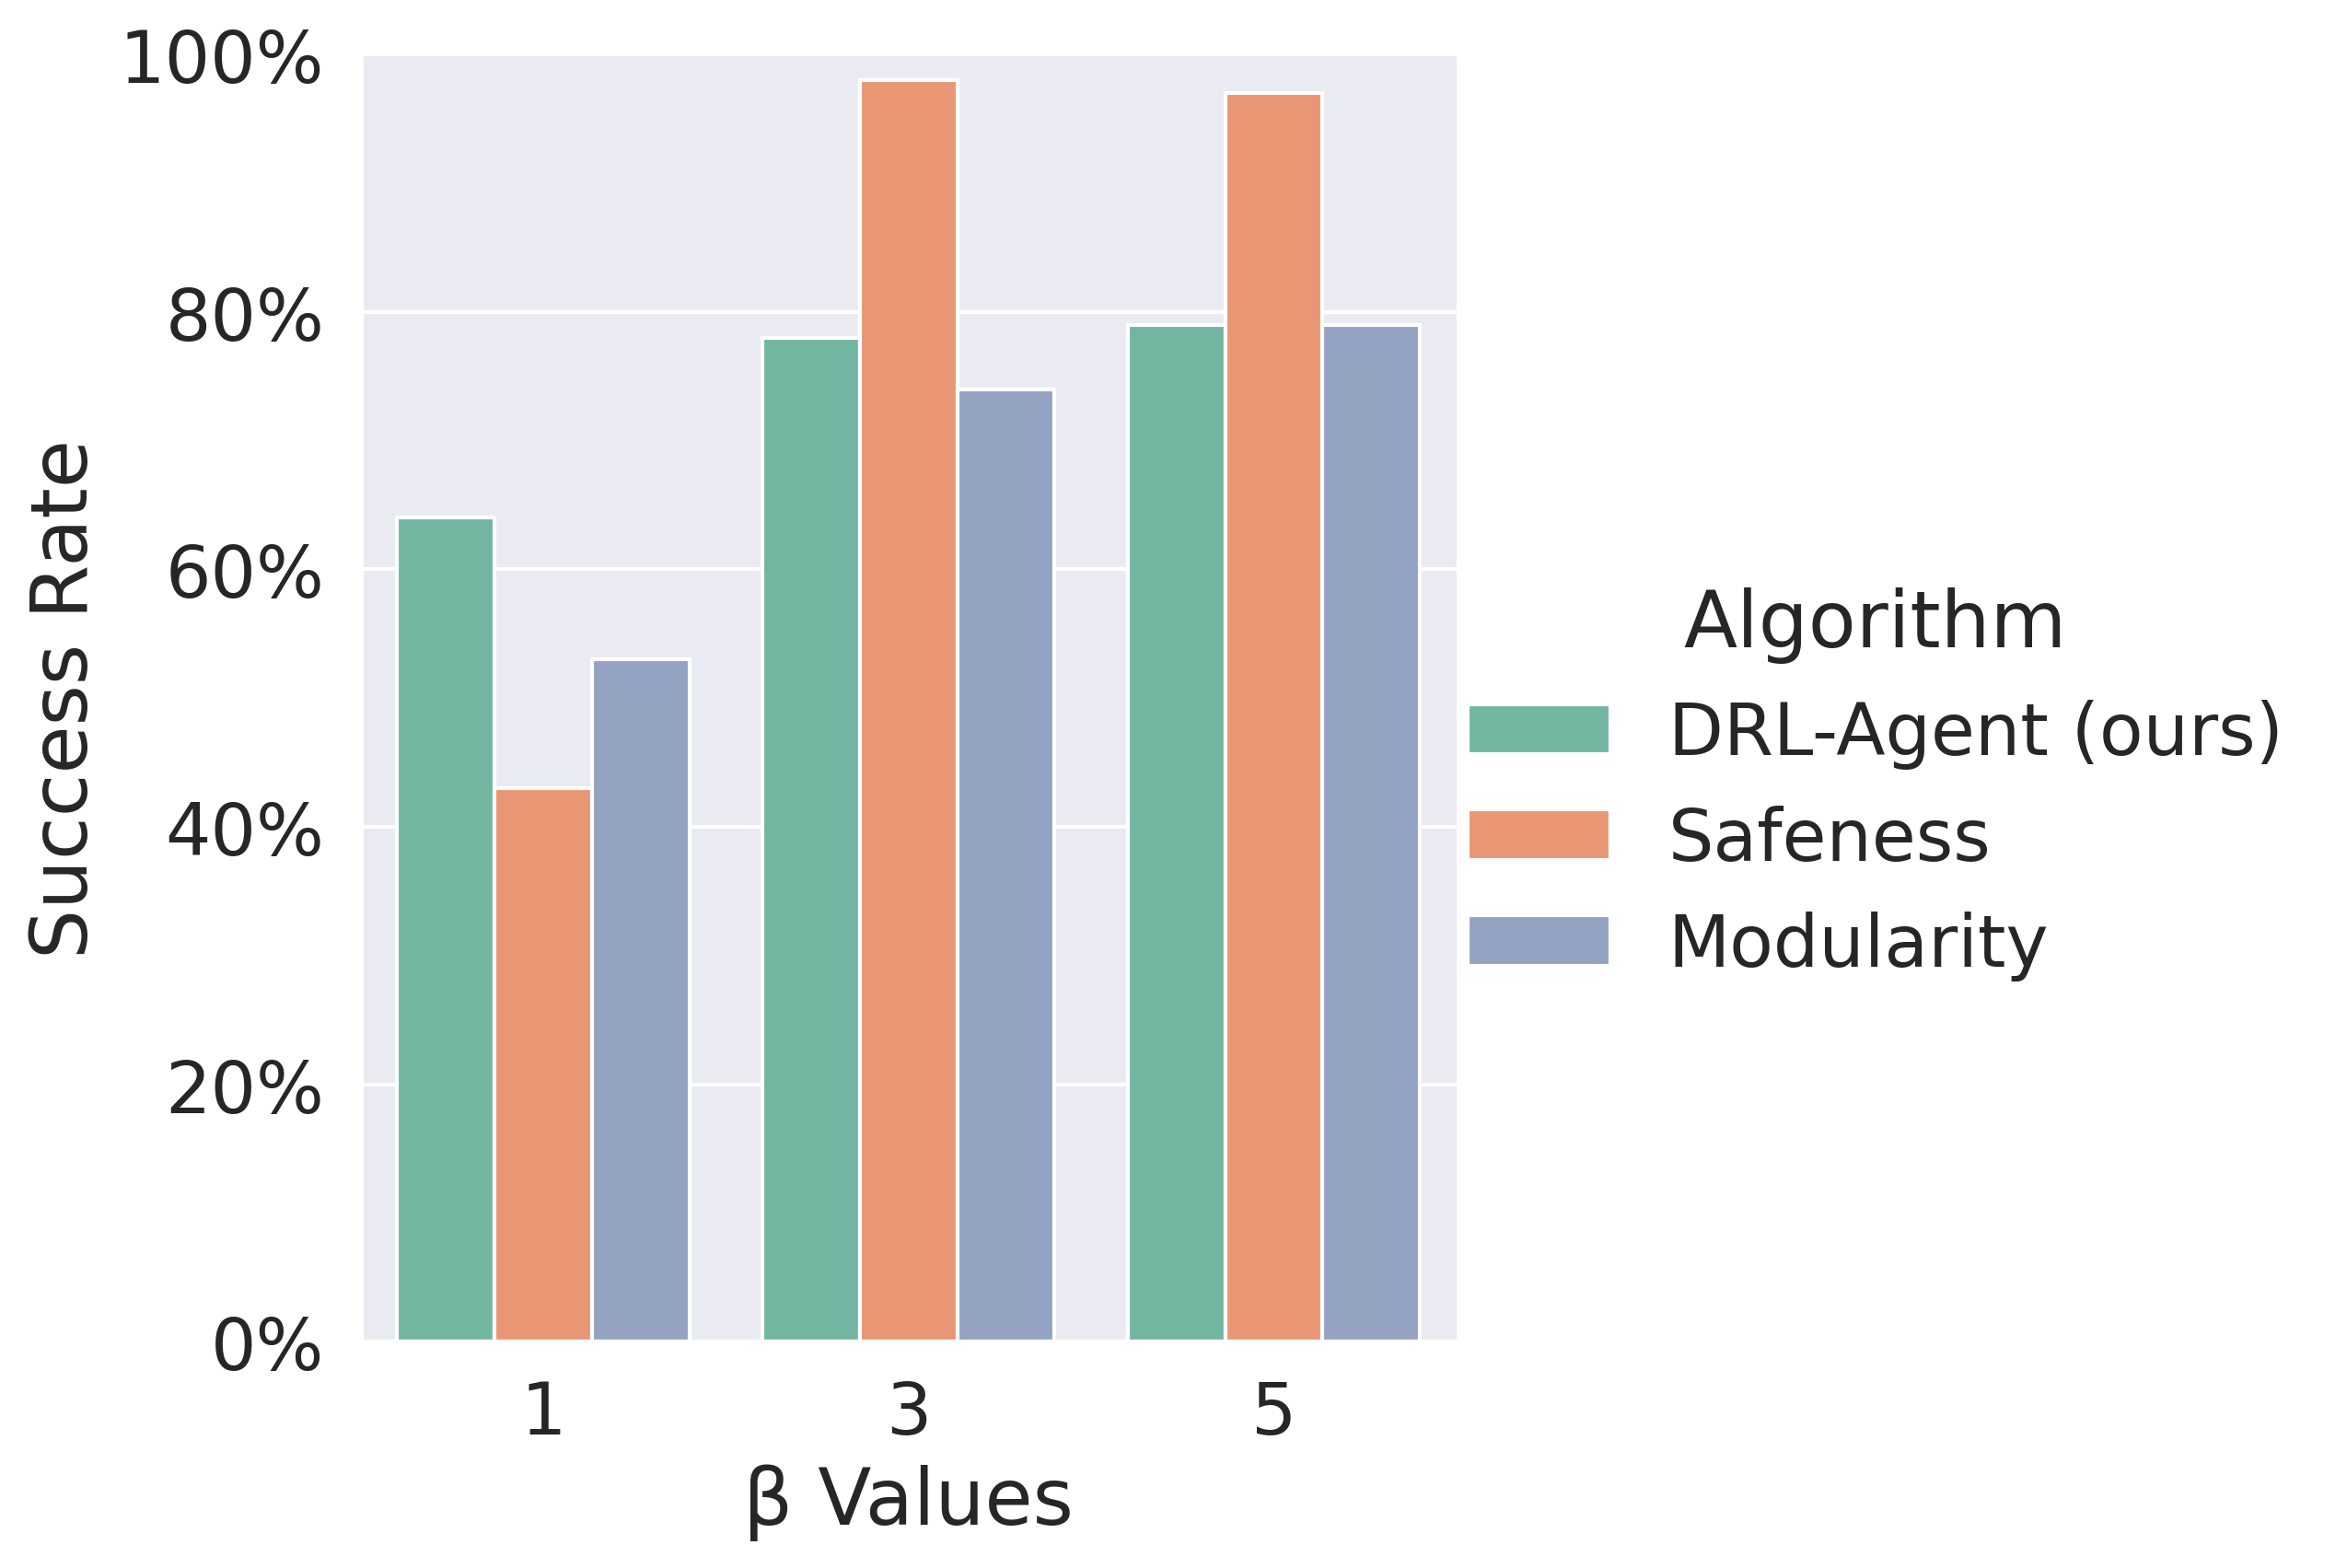 100%
80%
60%
40%
20%
0%
Success Rate
1 3 5
β Values
Algorithm
DRL-Agent (ours)
Safeness
Modularity